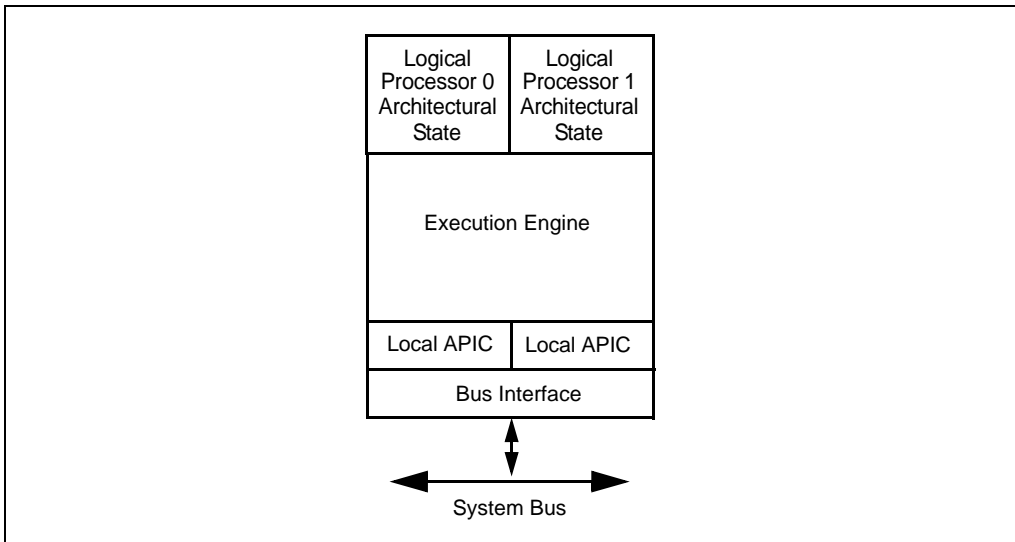 Logical
Processor 0
Architectural
State
Logical
Processor 1
Architectural
State
Execution Engine
Local APIC
Local APIC
Bus Interface
System Bus